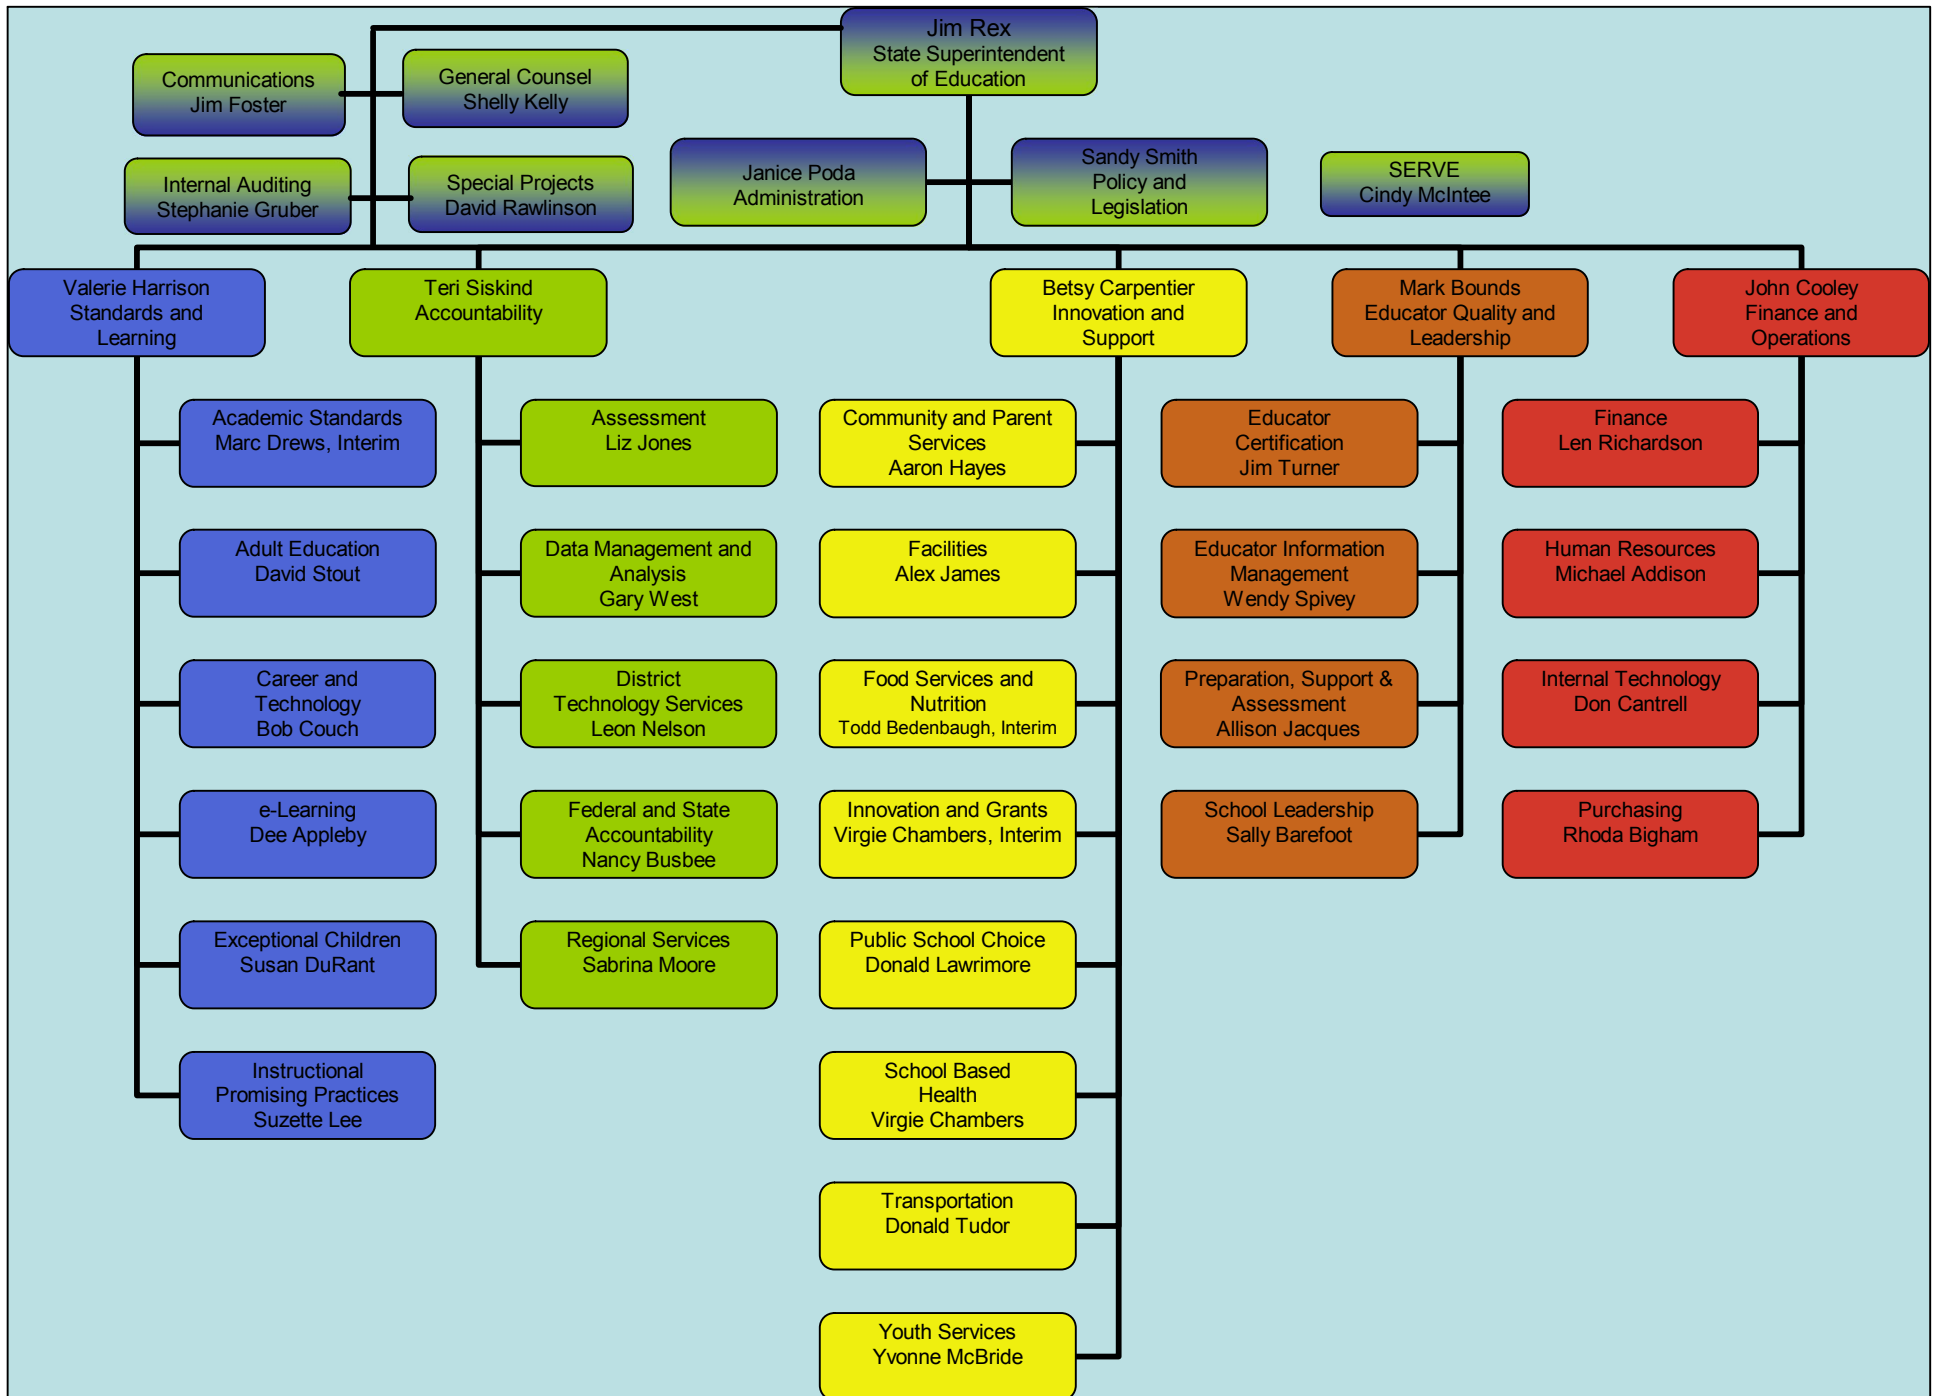 Jim Rex
State Superintendent
of Education
Communications
Jim Foster
General Counsel
Shelly Kelly
Internal Auditing
Stephanie Gruber
Special Projects
David Rawlinson
Janice Poda
Administration
Sandy Smith
Policy and
Legislation
SERVE
Cindy McIntee
Valerie Harrison
Standards and
Learning
Teri Siskind
Accountability
Betsy Carpentier
Innovation and
Support
Mark Bounds
Educator Quality and
Leadership
John Cooley
Finance and
Operations
Academic Standards
Marc Drews, Interim
Adult Education
David Stout
Career and
Technology
Bob Couch
e-Learning
Dee Appleby
Exceptional Children
Susan DuRant
Instructional
Promising Practices
Suzette Lee
Assessment
Liz Jones
Data Management and
Analysis
Gary West
District
Technology Services
Leon Nelson
Federal and State
Accountability
Nancy Busbee
Regional Services
Sabrina Moore
Community and Parent
Services
Aaron Hayes
Facilities
Alex James
Food Services and
Nutrition
Todd Bedenbaugh, Interim
Innovation and Grants
Virgie Chambers, Interim
Public School Choice
Donald Lawrimore
School Based
Health
Virgie Chambers
Transportation
Donald Tudor
Youth Services
Yvonne McBride
Educator
Certification
Jim Turner
Educator Information
Management
Wendy Spivey
Preparation, Support &
Assessment
Allison Jacques
School Leadership
Sally Barefoot
Finance
Len Richardson
Human Resources
Michael Addison
Internal Technology
Don Cantrell
Purchasing
Rhoda Bigham